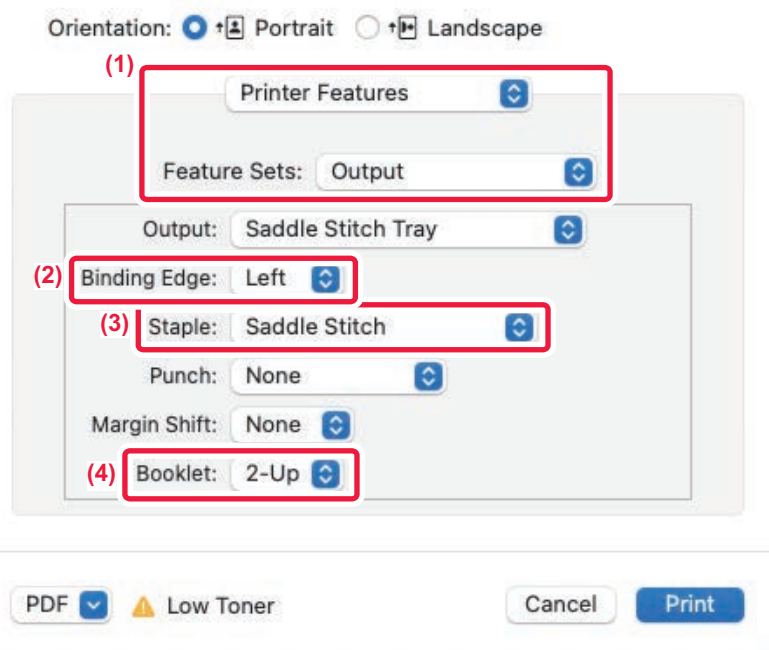 Orientation: Portrait Landscape
(1)
Printer Features
Feature Sets: Output
Output: Saddle Stitch Tray
(2) Binding Edge: Left
(3) Staple: Saddle Stitch
Punch: None
Margin Shift: None
(4) Booklet: 2-Up
PDF Low Toner Cancel Print